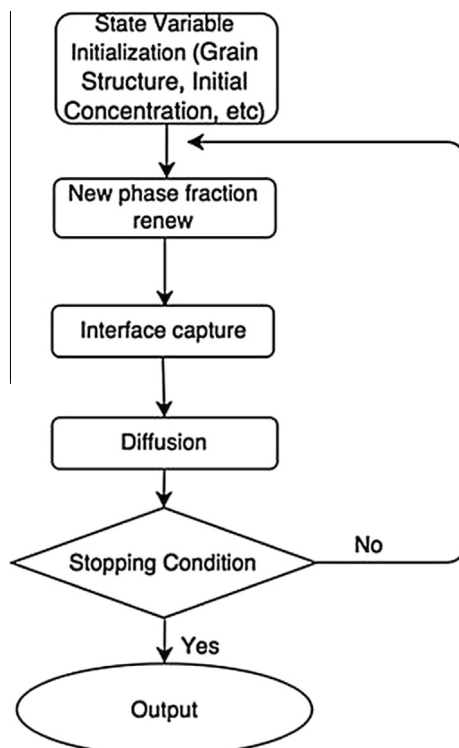 State Variable
Initialization (Grain
Structure, Initial
Concentration, etc)
New phase fraction
renew
Interface capture
Diffusion
Stopping Condition
No
Yes
Output